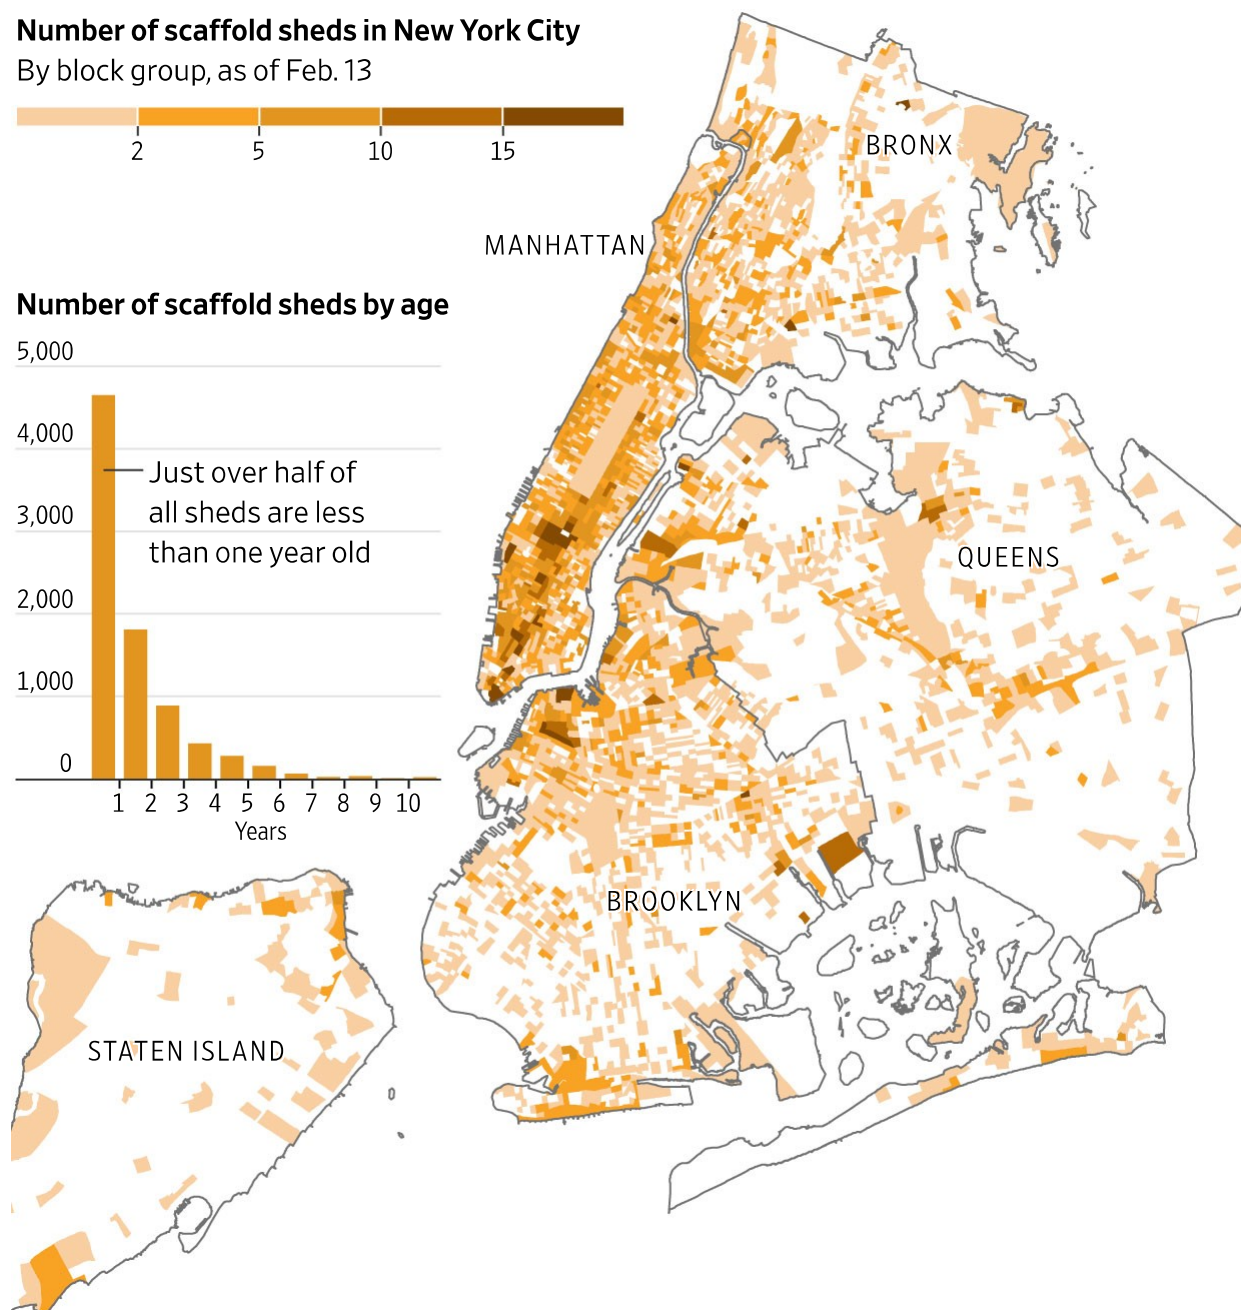 Number of scaffold sheds in New York City
By block group, as of Feb. 13
2 5 10 15
BRONX
MANHATTAN
Number of scaffold sheds by age
5,000
4,000
Just over half of
all sheds are less
than one year old
3,000
QUEENS
2,000
1,000
0
1 2 3 4 5 6 7 8 9 10
Years
BROOKLYN
STATEN ISLAND